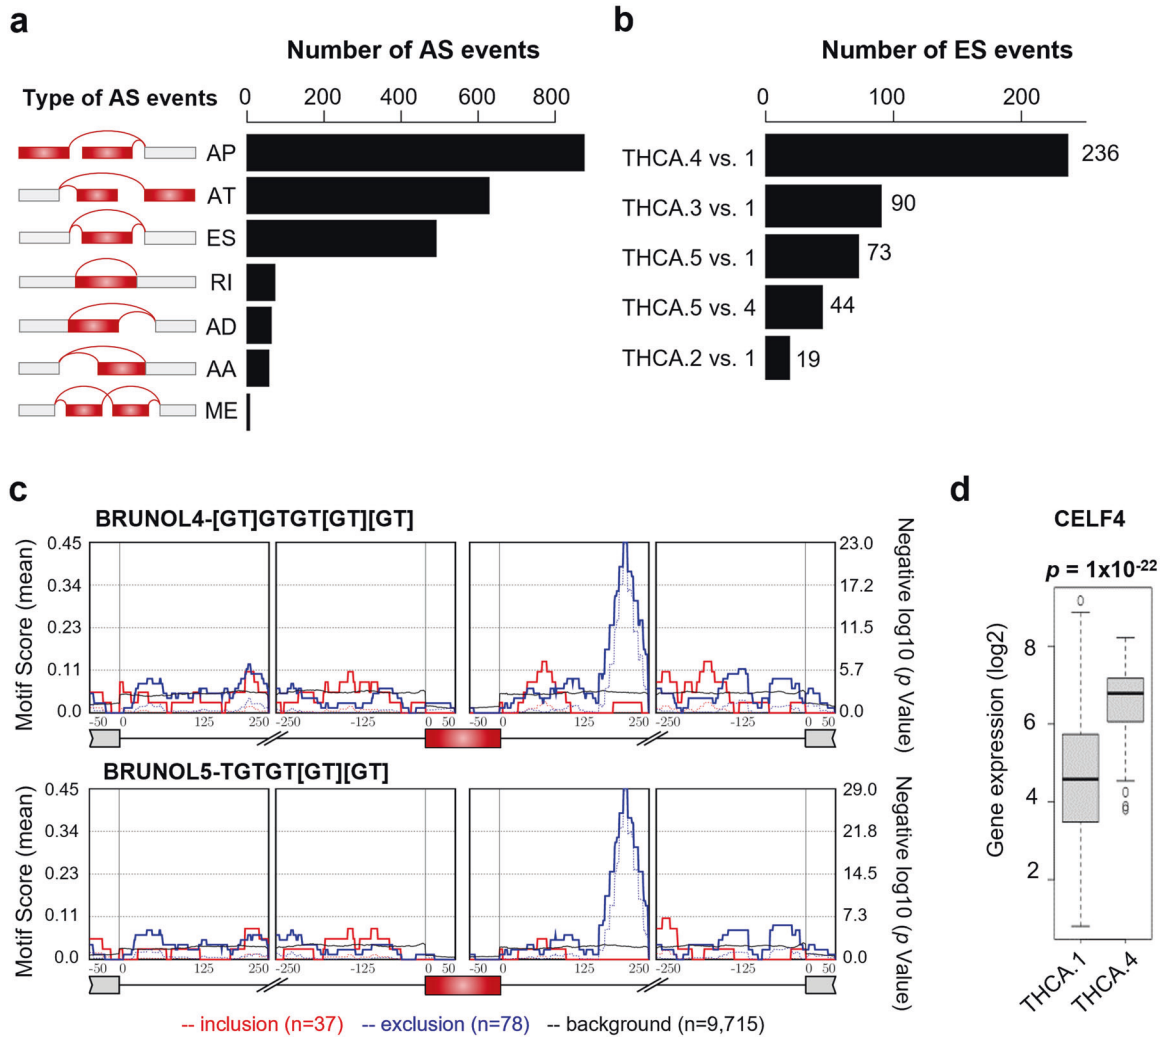 a
Number of AS events
Type of AS events
0 200 400 600 800
AP
AT
ES
RI
AD
AA
ME
b
Number of ES events
0 100 200
THCA.4 vs. 1 236
THCA.3 vs. 1 90
THCA.5 vs. 1 73
THCA.5 vs. 4 44
THCA.2 vs. 1 19
c
BRUNOL4-[GT]GTGT[GT][GT]
Motif Score (mean)
0.45
0.34
0.23
0.11
0.0
23.0
17.2
11.5
5.7
0.0
Negative log10 (p Value)
-50 0 125 250 -250 -125 0 50 -50 0 125 250 -250 -125 0 50
BRUNOL5-TGTGT[GT][GT]
Motif Score (mean)
0.45
0.34
0.23
0.11
0.0
29.0
21.8
14.5
7.3
0.0
Negative log10 (p Value)
-50 0 125 250 -250 -125 0 50 -50 0 125 250 -250 -125 0 50
-- inclusion (n=37) -- exclusion (n=78) -- background (n=9,715)
d
CELF4
p = 1x10-22
Gene expression (log2)
8
6
4
2
THCA.1
THCA.4